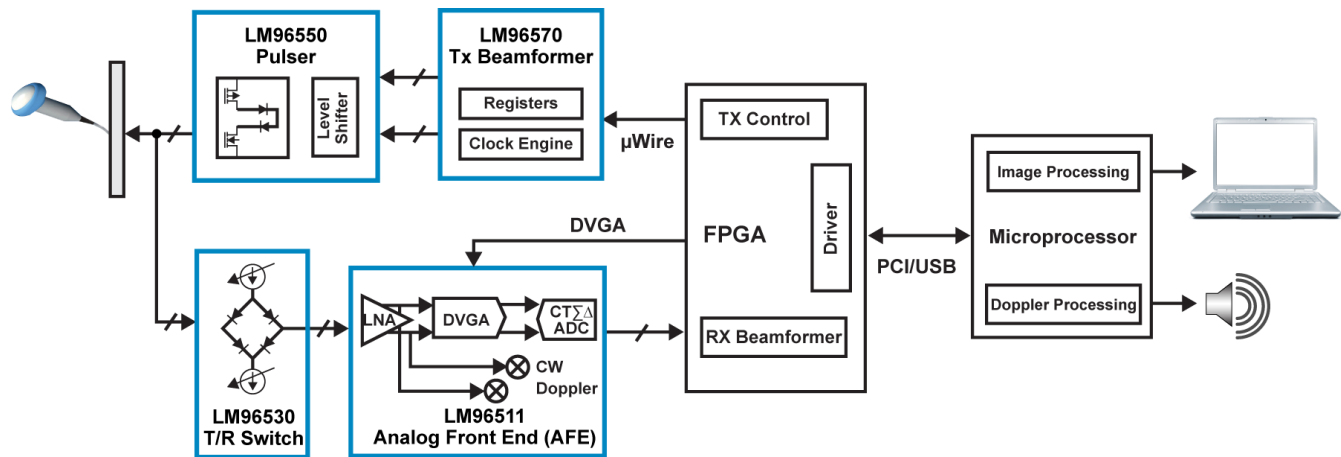 LM96550
Pulser
Level
Shifter
LM96570
Tx Beamformer
Registers
Clock Engine
µWire
TX Control
FPGA
Driver
RX Beamformer
DVGA
PCI/USB
Image Processing
Microprocessor
Doppler Processing
LM96530
T/R Switch
LNA
DVGA
CT∑Δ
ADC
CW
Doppler
LM96511
Analog Front End (AFE)